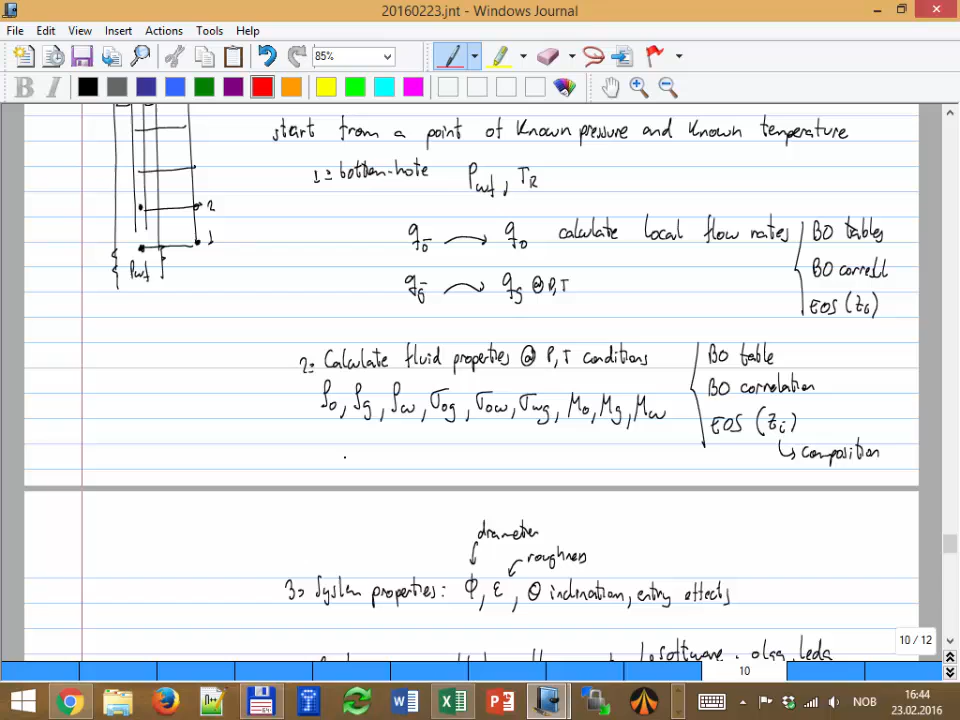 20160223.jnt - Windows Journal
File Edit View Insert Actions Tools Help
85%
start from a point of known pressure and known temperature
1= bottom-hole Pwf, TR
2
1
Pwf
qō → qo calculate local flow rates BO tables
BO correl
qḡ → qg @ P,T
EOS (Zi)
2= Calculate fluid properties @ P, T conditions BO table
BO correlation
ρo, ρg, ρw, σog, σow, σwg, μo, μg, μw
EOS (Zi)
↳ composition
diameter
roughness
3= System properties: Φ, ε, θ inclination, entry effects
software. olga, leda
10 / 12
10
NOB
16:44
23.02.2016